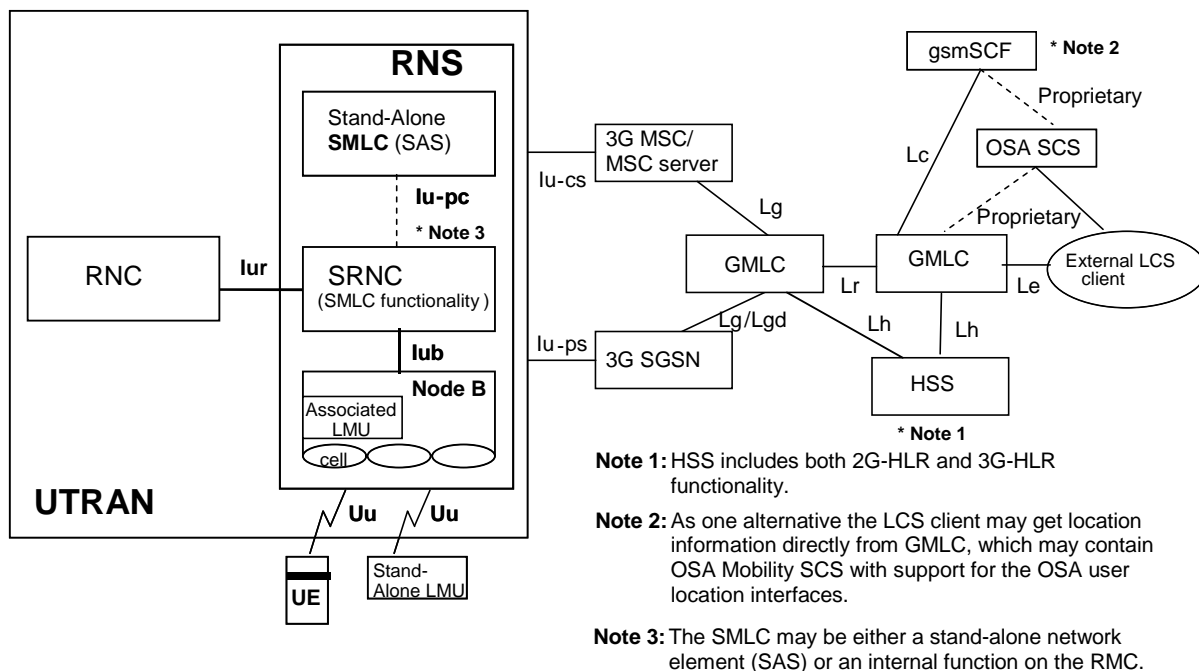 RNS
Stand-Alone
SMLC (SAS)
Iu-pc
* Note 3
RNC
Iur
SRNC
(SMLC functionality )
Iub
Node B
Associated
LMU
cell
UTRAN
Uu
Uu
UE
Stand-
Alone LMU
Iu-cs
3G MSC/
MSC server
Lg
GMLC
Lg/Lgd
Iu-ps
3G SGSN
Lr
Lh
gsmSCF
* Note 2
Proprietary
Lc
OSA SCS
Proprietary
GMLC
Le
External LCS
client
Lh
HSS
* Note 1
Note 1: HSS includes both 2G-HLR and 3G-HLR
functionality.
Note 2: As one alternative the LCS client may get location
information directly from GMLC, which may contain
OSA Mobility SCS with support for the OSA user
location interfaces.
Note 3: The SMLC may be either a stand-alone network
element (SAS) or an internal function on the RMC.